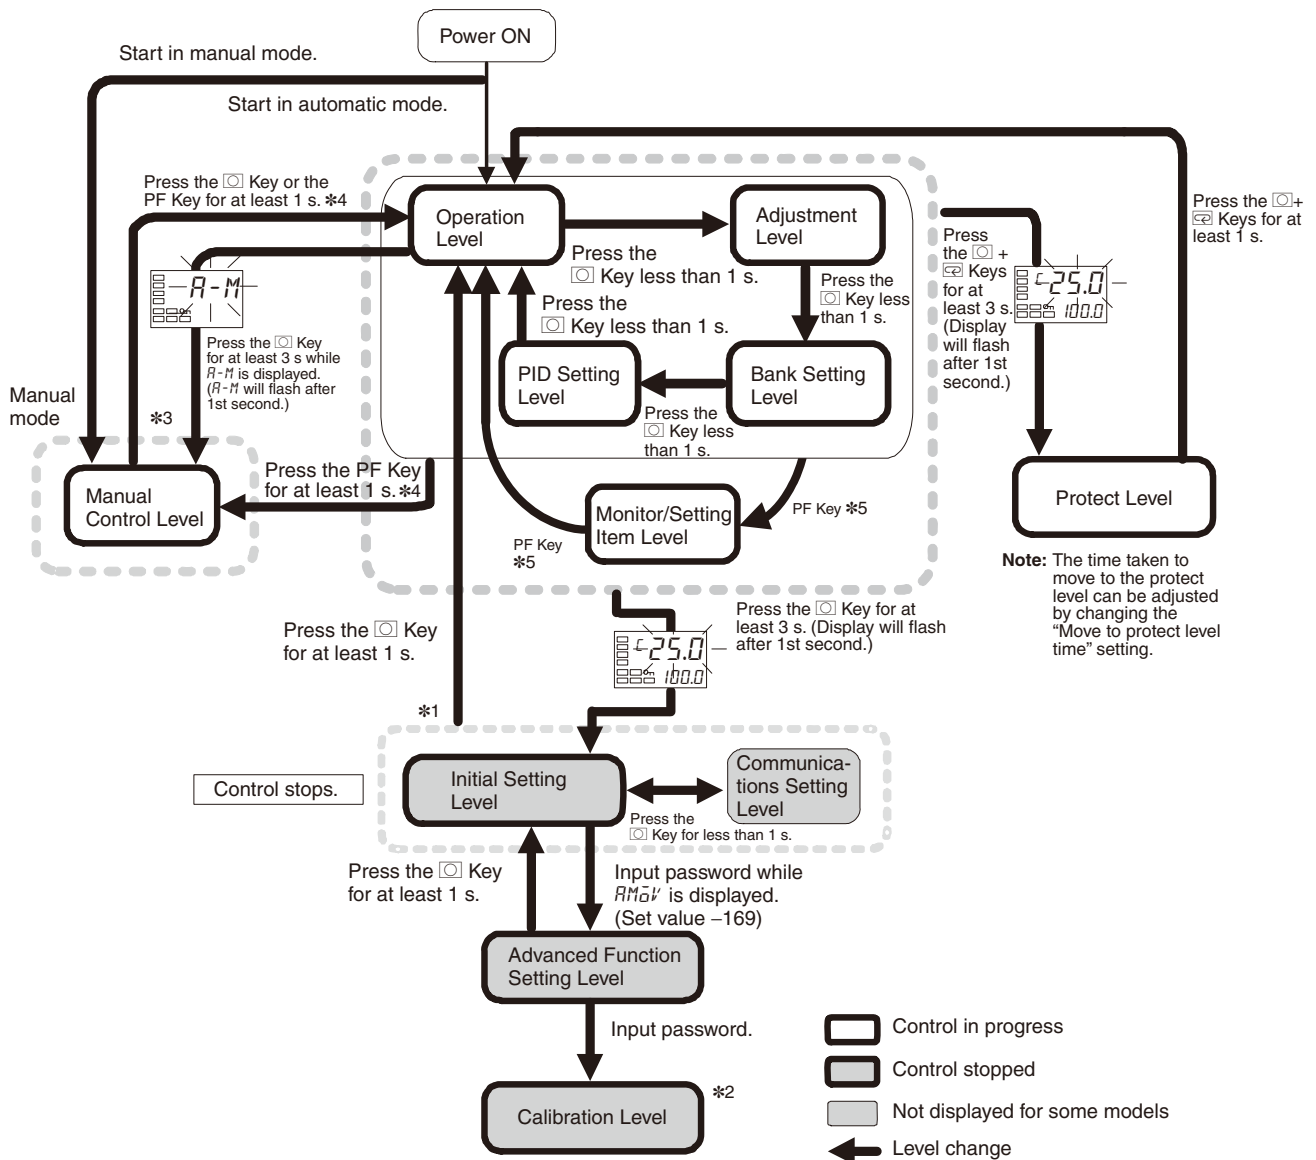 Power ON
Start in manual mode.
Start in automatic mode.
Press the Key or the
PF Key for at least 1 s. *4
Operation
Level
Adjustment
Level
Press the
Key less than 1 s.
Press the
Key less
than 1 s.
Press the
Key less than 1 s.
PID Setting
Level
Bank Setting
Level
Press the
Key less
than 1 s.
A-M
Press the Key
for at least 3 s while
A-M is displayed.
(A-M will flash after
1st second.)
Manual
mode
*3
Manual
Control Level
Press the PF Key
for at least 1 s. *4
Monitor/Setting
Item Level
PF Key *5
PF Key
*5
Press
the +
Keys
for at
least 3 s.
(Display
will flash
after 1st
second.)
C 25.0
100.0
Press the +
Keys for at
least 1 s.
Protect Level
Note: The time taken to
move to the protect
level can be adjusted
by changing the
“Move to protect level
time” setting.
Press the Key
for at least 1 s.
Press the Key for at
least 3 s. (Display will flash
after 1st second.)
C 25.0
100.0
*1
Control stops.
Initial Setting
Level
Communica-
tions Setting
Level
Press the
Key for less than 1 s.
Press the Key
for at least 1 s.
Input password while
AMoV is displayed.
(Set value –169)
Advanced Function
Setting Level
Input password.
Calibration Level
*2
Control in progress
Control stopped
Not displayed for some models
Level change